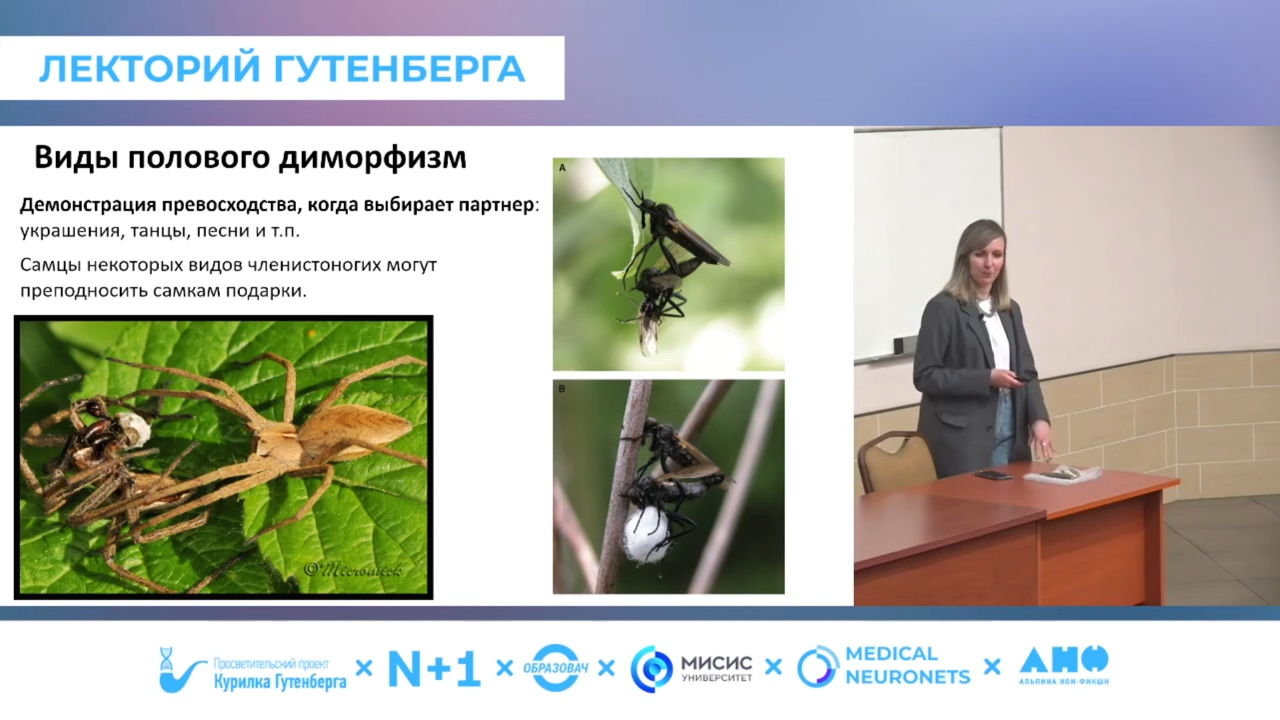 ЛЕКТОРИЙ ГУТЕНБЕРГА
Виды полового диморфизм
Демонстрация превосходства, когда выбирает партнер:
украшения, танцы, песни и т.п.
Самцы некоторых видов членистоногих могут
преподносить самкам подарки.
A
B
Просветительский проект
Курилка Гутенберга
×
N+1
×
ОБРАЗОВАЧ
×
МИСИС
УНИВЕРСИТЕТ
×
MEDICAL
NEURONETS
×
АНФ
АЛЬПИНА НОН-ФИКШН